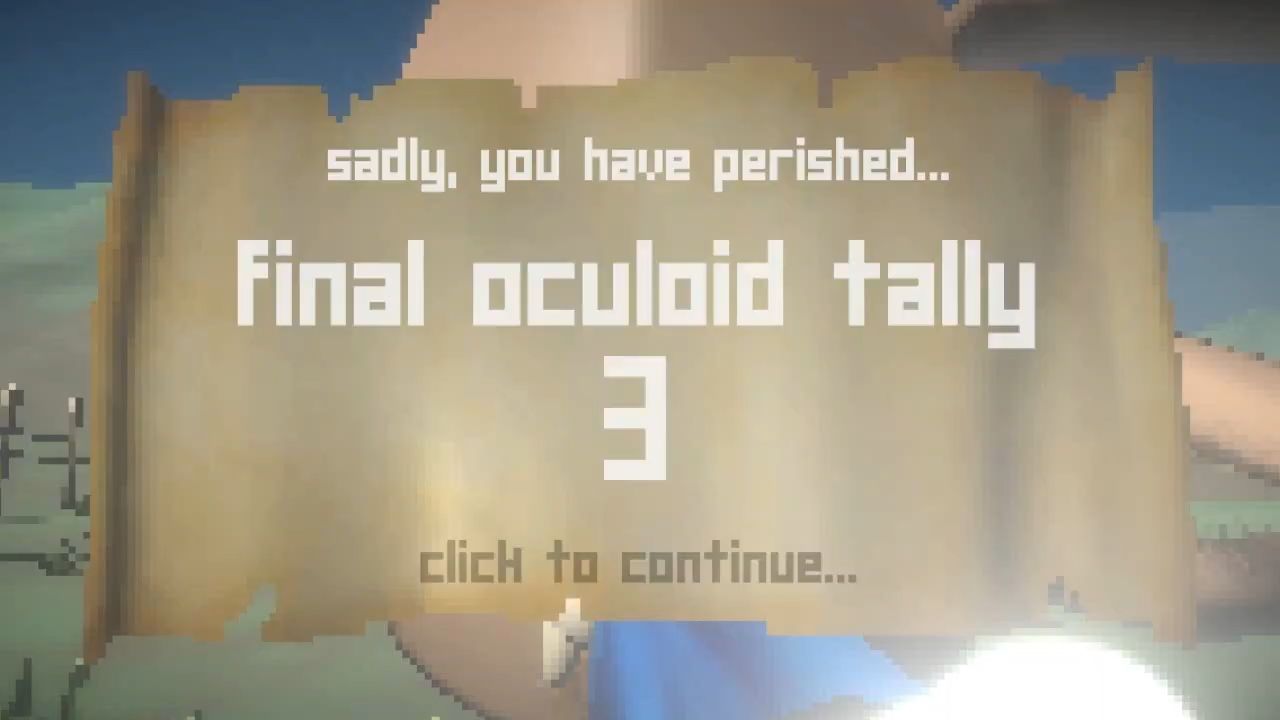 sadly, you have perished...
final oculoid tally
3
click to continue...